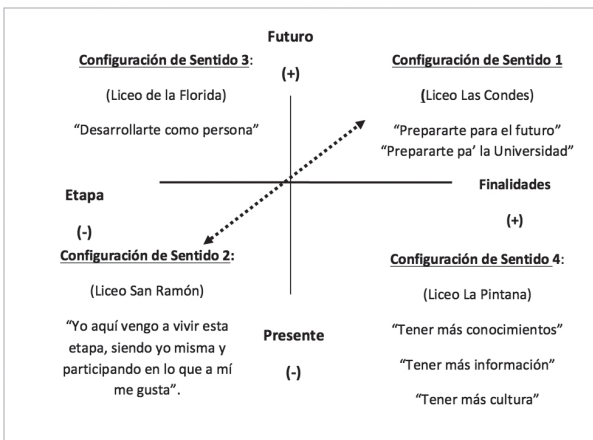 Futuro
(+)
Configuración de Sentido 3:
(Liceo de la Florida)
“Desarrollarte como persona”
Configuración de Sentido 1
(Liceo Las Condes)
“Prepararte para el futuro”
“Prepararte pa’ la Universidad”
Etapa
(-)
Finalidades
(+)
Configuración de Sentido 2:
(Liceo San Ramón)
“Yo aquí vengo a vivir esta
etapa, siendo yo misma y
participando en lo que a mí
me gusta”.
Presente
(-)
Configuración de Sentido 4:
(Liceo La Pintana)
“Tener más conocimientos”
“Tener más información”
“Tener más cultura”